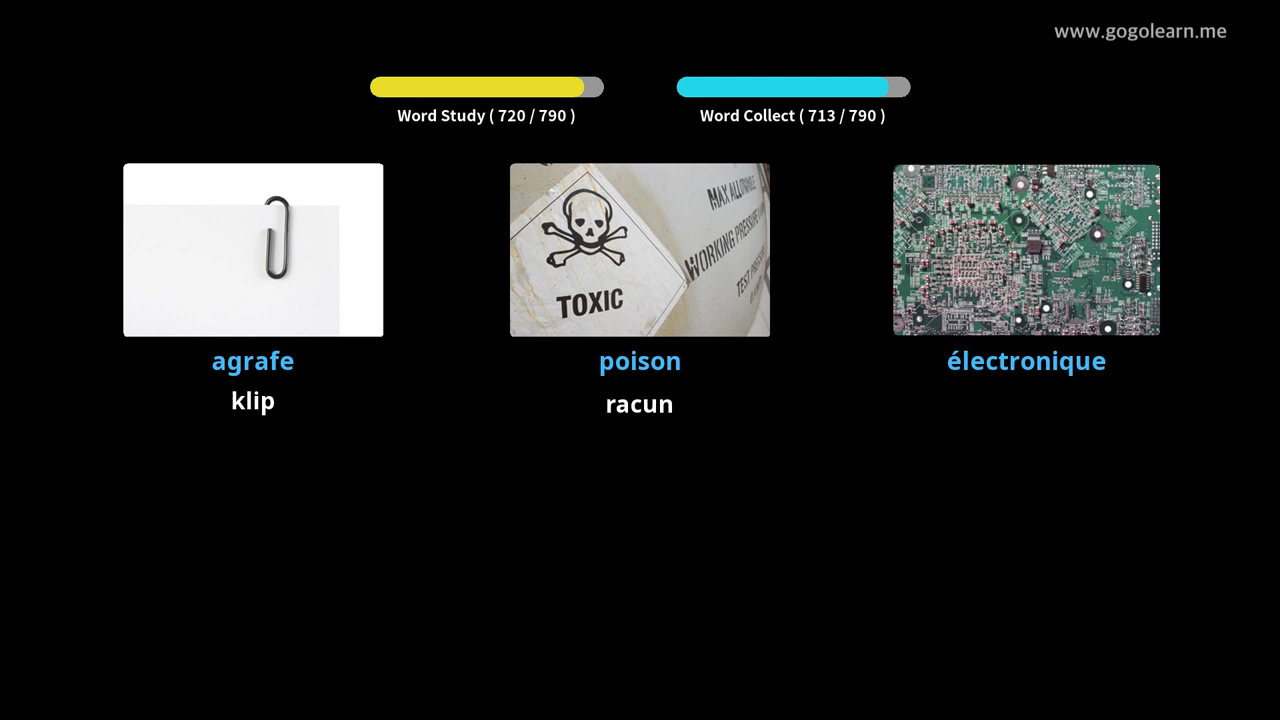 www.gogolearn.me
Word Study ( 720 / 790 )
Word Collect ( 713 / 790 )
MAX ALLOWABLE
WORKING PRESSURE
TEST PRESS
TOXIC
agrafe
poison
électronique
klip
racun